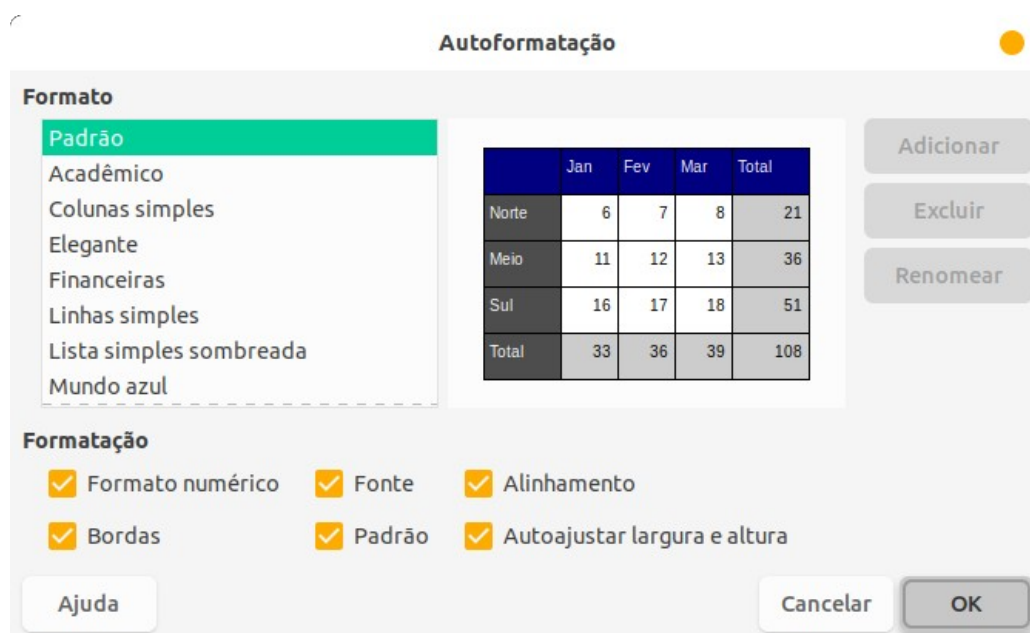 Autoformatação
Formato
Padrão
Acadêmico
Colunas simples
Elegante
Financeiras
Linhas simples
Lista simples sombreada
Mundo azul
Jan Fev Mar Total
Norte 6 7 8 21
Meio 11 12 13 36
Sul 16 17 18 51
Total 33 36 39 108
Adicionar
Excluir
Renomear
Formatação
Formato numérico Fonte Alinhamento
Bordas Padrão Autoajustar largura e altura
Ajuda Cancelar OK